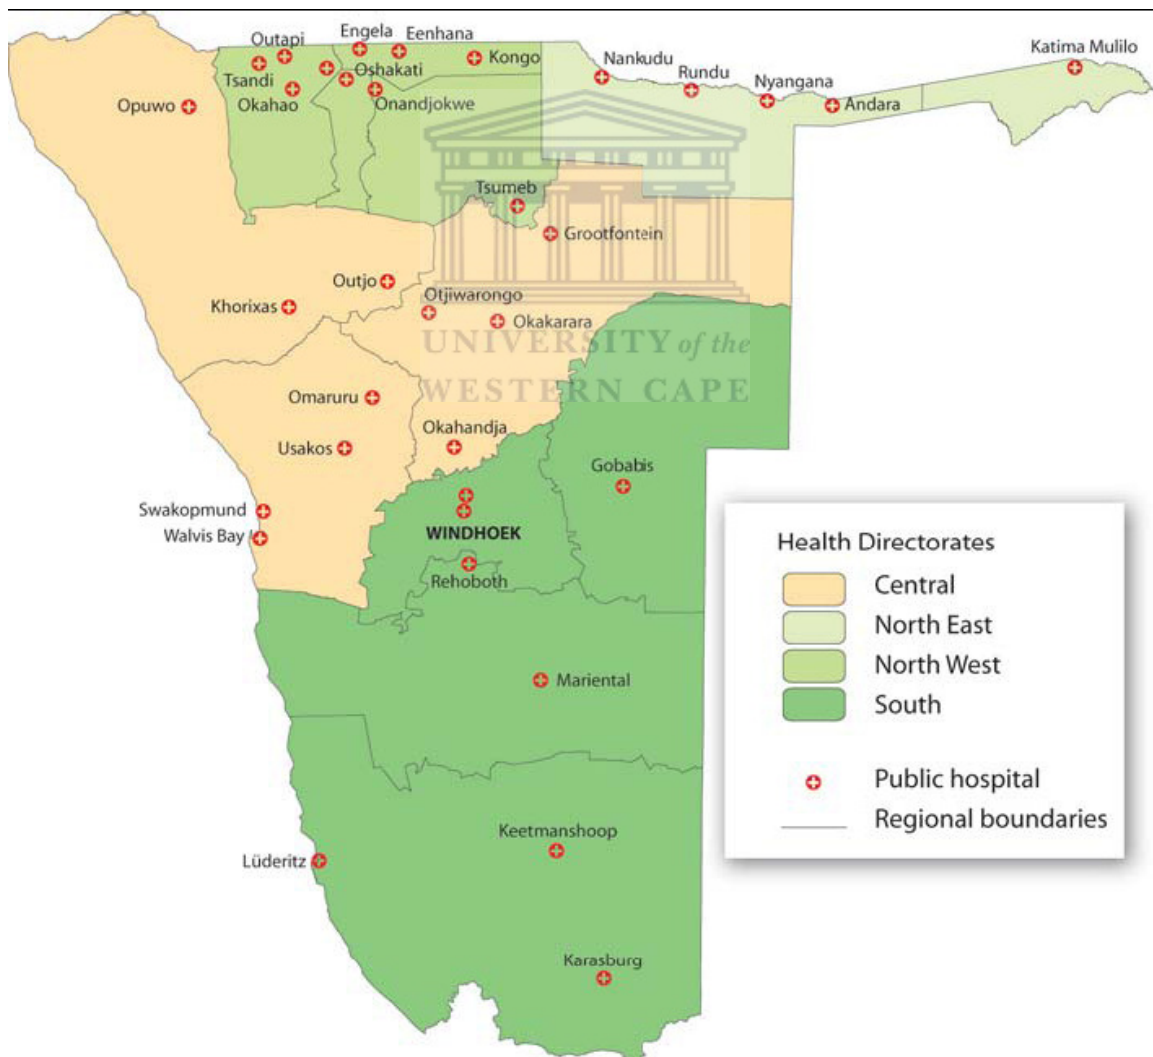 Engela
Eenhana
Outapi
Katima Mulilo
Kongo
Nankudu
Tsandi
Oshakati
Rundu
Nyangana
Opuwo
Okahao
Onandjokwe
Andara
Tsumeb
Grootfontein
Outjo
Khorixas
Otjiwarongo
Okakarara
UNIVERSITY of the
WESTERN CAPE
Omaruru
Okahandja
Usakos
Gobabis
Swakopmund
Walvis Bay
WINDHOEK
Rehoboth
Mariental
Keetmanshoop
Lüderitz
Karasburg
Health Directorates
Central
North East
North West
South
Public hospital
Regional boundaries